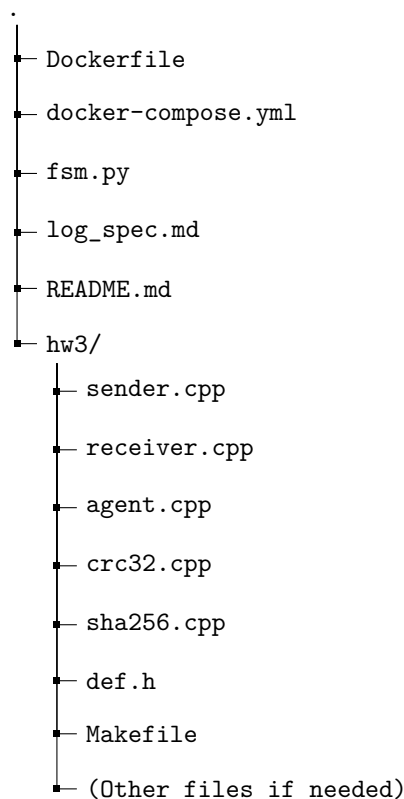 .
Dockerfile
docker-compose.yml
fsm.py
log_spec.md
README.md
hw3/
sender.cpp
receiver.cpp
agent.cpp
crc32.cpp
sha256.cpp
def.h
Makefile
(Other files if needed)